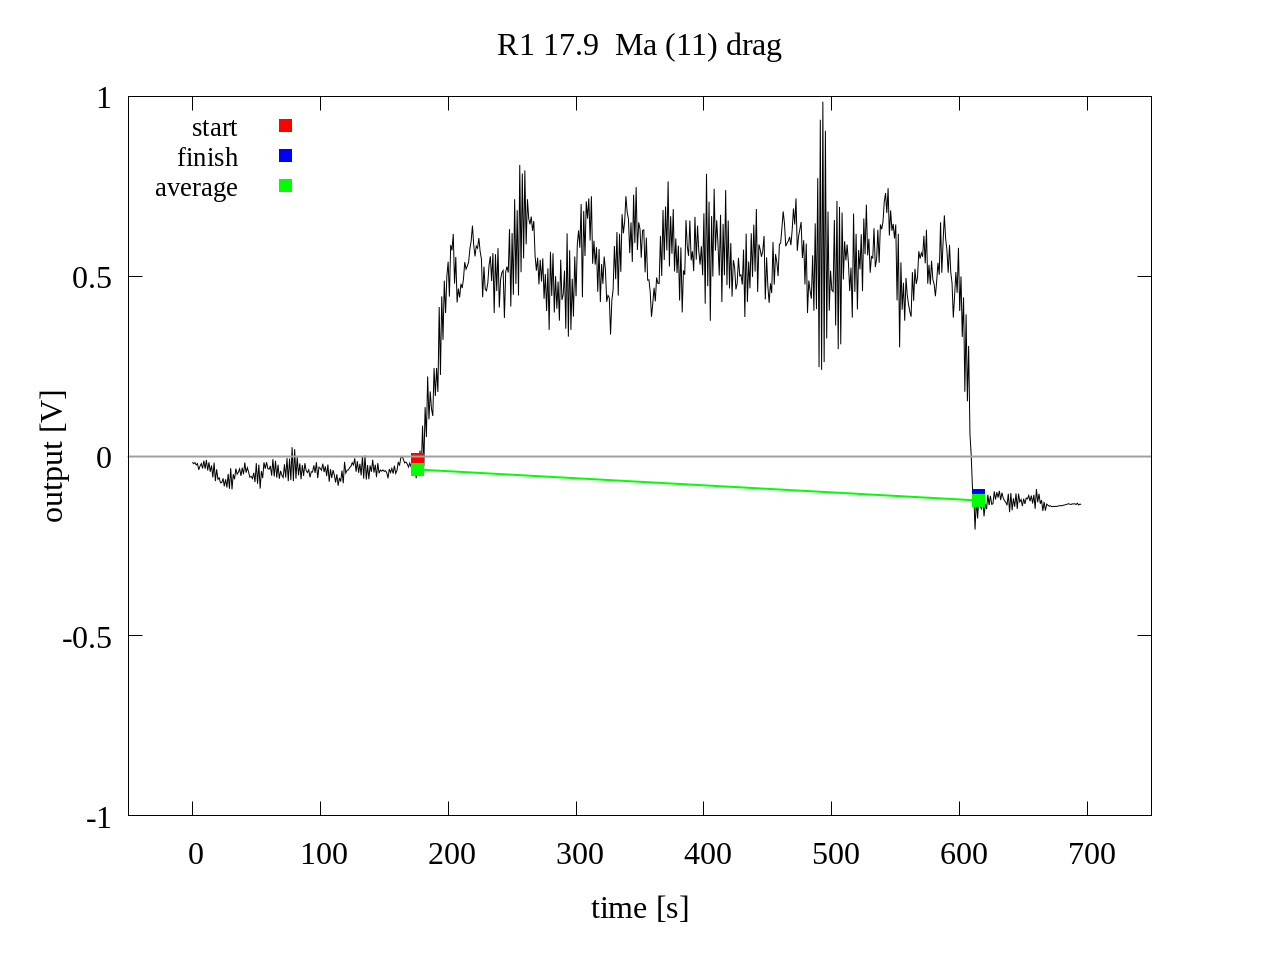 R1 17.9  Ma (11) drag
start
finish
average
1
0.5
0
-0.5
-1
output [V]
0 100 200 300 400 500 600 700
time [s]